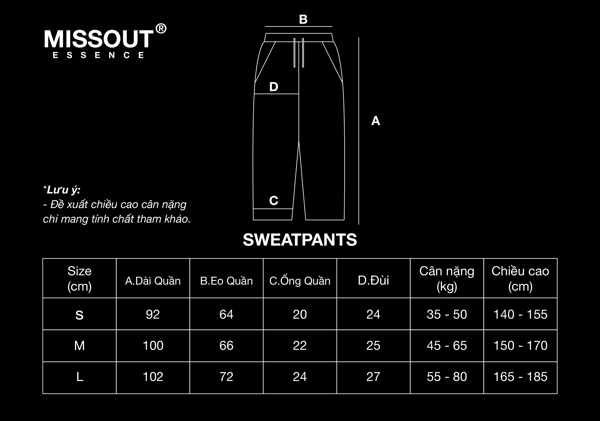 MISSOUT®
ESSENCE
B
D
A
C
*Lưu ý:
- Đề xuất chiều cao cân nặng
chỉ mang tính chất tham khảo.
SWEATPANTS
Size (cm) A.Dài Quần B.Eo Quần C.Ống Quần D.Đùi Cân nặng (kg) Chiều cao (cm)
S 92 64 20 24 35 - 50 140 - 155
M 100 66 22 25 45 - 65 150 - 170
L 102 72 24 27 55 - 80 165 - 185